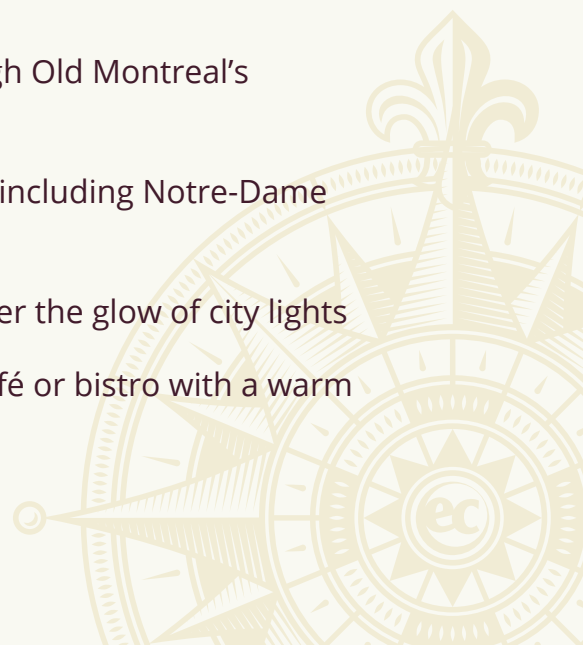 gh Old Montreal’s
including Notre-Dame
er the glow of city lights
fé or bistro with a warm
ec